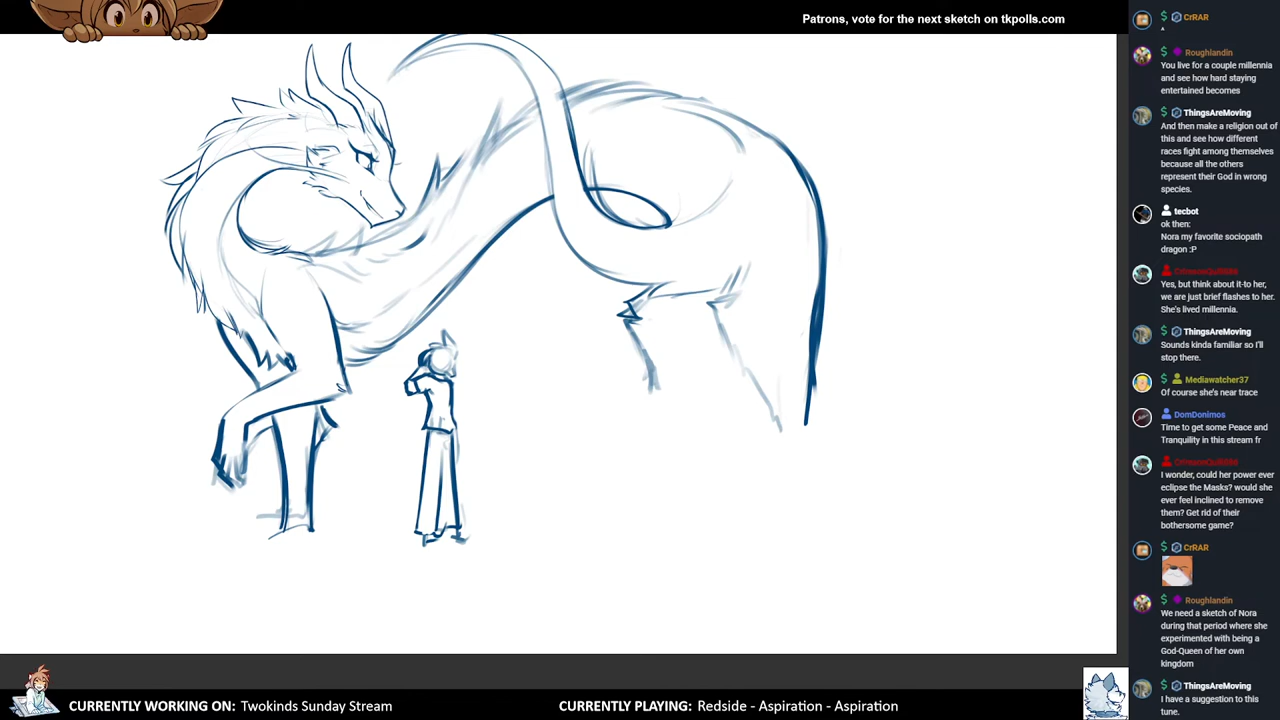 Patrons, vote for the next sketch on tkpolls.com
$ CrRAR
^
$ Roughlandin
You live for a couple millennia
and see how hard staying
entertained becomes
$ ThingsAreMoving
And then make a religion out of
this and see how different
races fight among themselves
because all the others
represent their God in wrong
species.
tecbot
ok then:
Nora my favorite sociopath
dragon :P
Yes, but think about it-to her,
we are just brief flashes to her.
She's lived millennia.
$ ThingsAreMoving
Sounds kinda familiar so I'll
stop there.
$ Mediawatcher37
Of course she's near trace
DomDonimos
Time to get some Peace and
Tranquility in this stream fr
I wonder, could her power ever
eclipse the Masks? would she
ever feel inclined to remove
them? Get rid of their
bothersome game?
$ CrRAR
$ Roughlandin
We need a sketch of Nora
during that period where she
experimented with being a
God-Queen of her own
kingdom
$ ThingsAreMoving
I have a suggestion to this
tune.
CURRENTLY WORKING ON: Twokinds Sunday Stream
CURRENTLY PLAYING: Redside - Aspiration - Aspiration